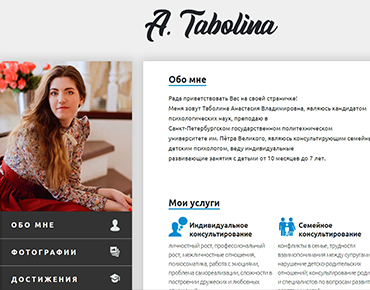 A. Tabolina
Обо мне
Рада приветствовать Вас на своей страничке!
Меня зовут Таболина Анастасия Владимировна, являюсь кандидатом
психологических наук, преподаю в
Санкт-Петербургском государственном политехническом
университете им. Пётра Великого, являюсь консультирующим семейным
детским психологом, веду индивидуальные
развивающие занятия с детьми от 10 месяцев до 7 лет.
Мои услуги
Индивидуальное
консультирование
личностный рост, профессиональный
рост, межличностные отношения,
психосоматика, работа с эмоциями,
проблема самореализации, сложности в
построении дружеских и любовных
Семейное
консультирование
конфликты в семье, трудности
взаимопонимания между супругами
нарушение детско-родительских
отношений; консультирование родителей
и специалистов по вопросам развития
ОБО МНЕ
ФОТОГРАФИИ
ДОСТИЖЕНИЯ